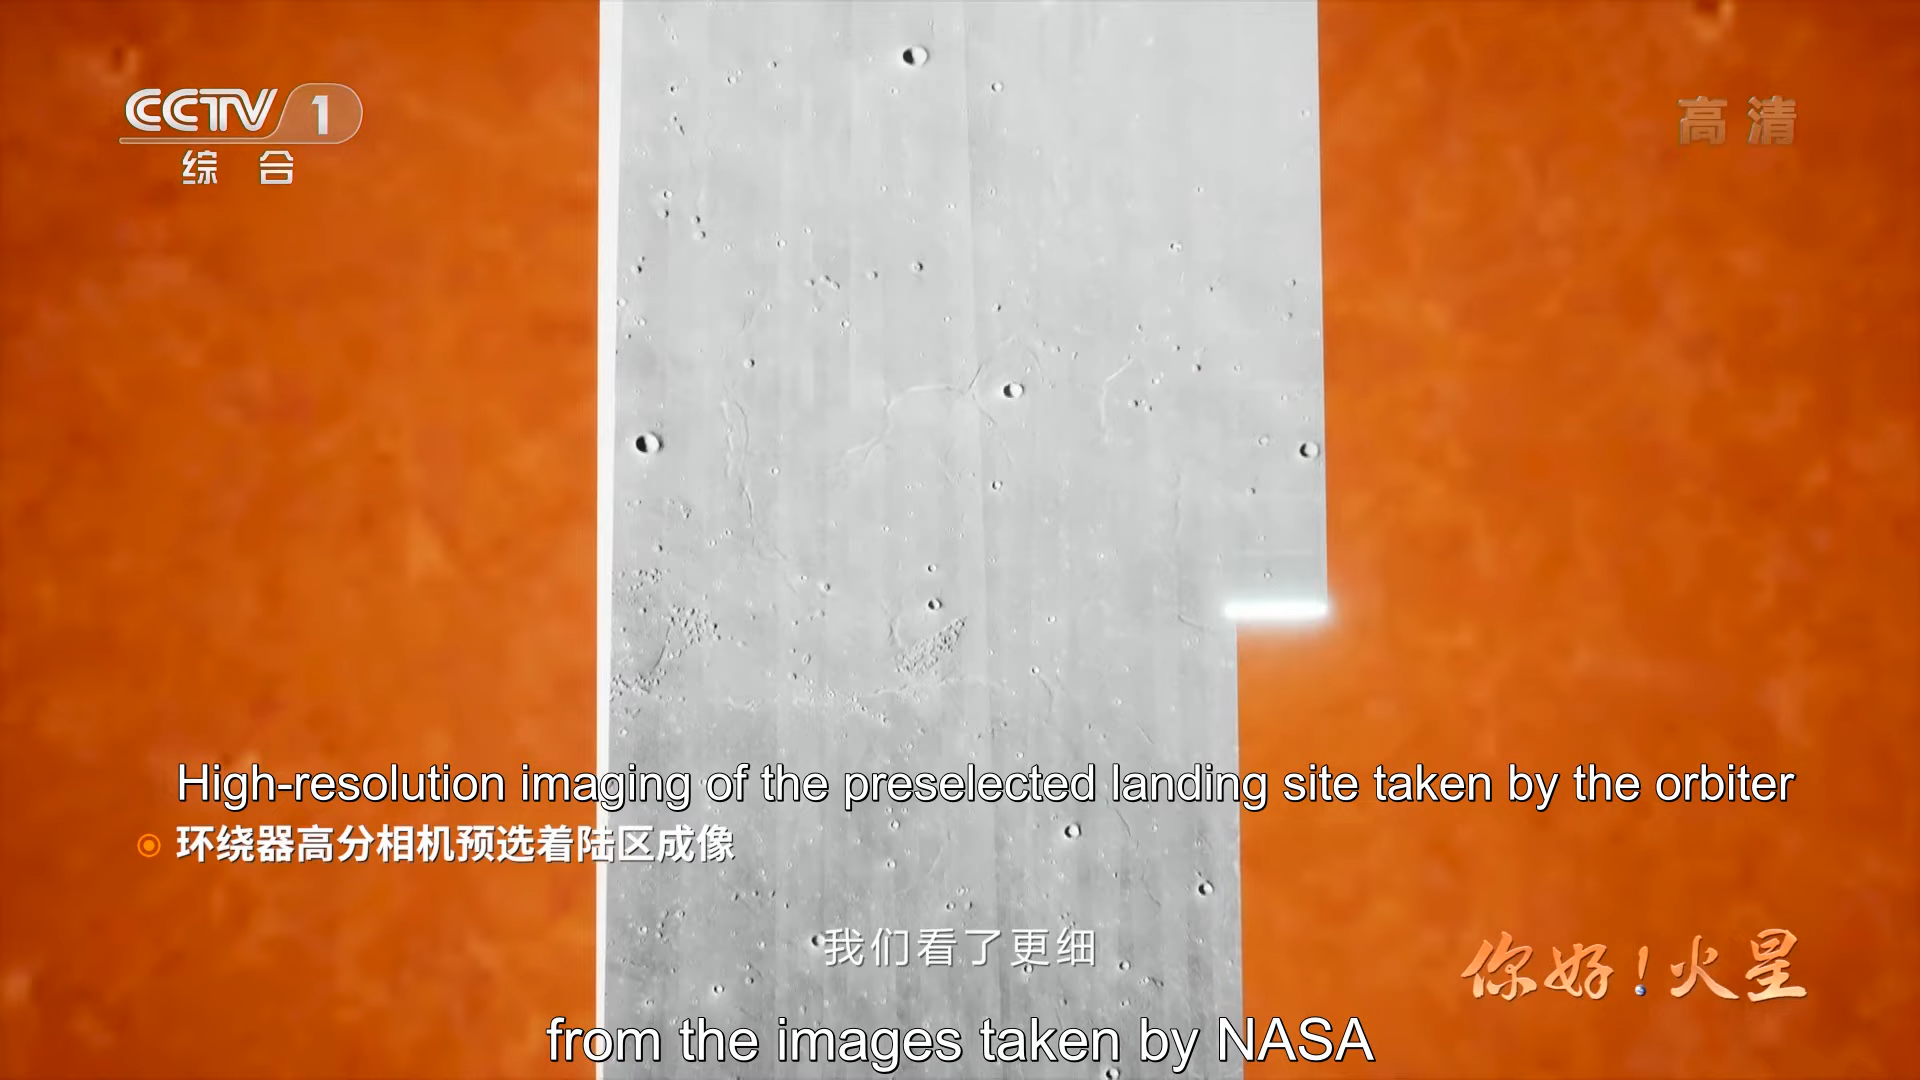 CCTV 1
综合
高清
High-resolution imaging of the preselected landing site taken by the orbiter
环绕器高分相机预选着陆区成像
我们看了更细
你好！火星
from the images taken by NASA